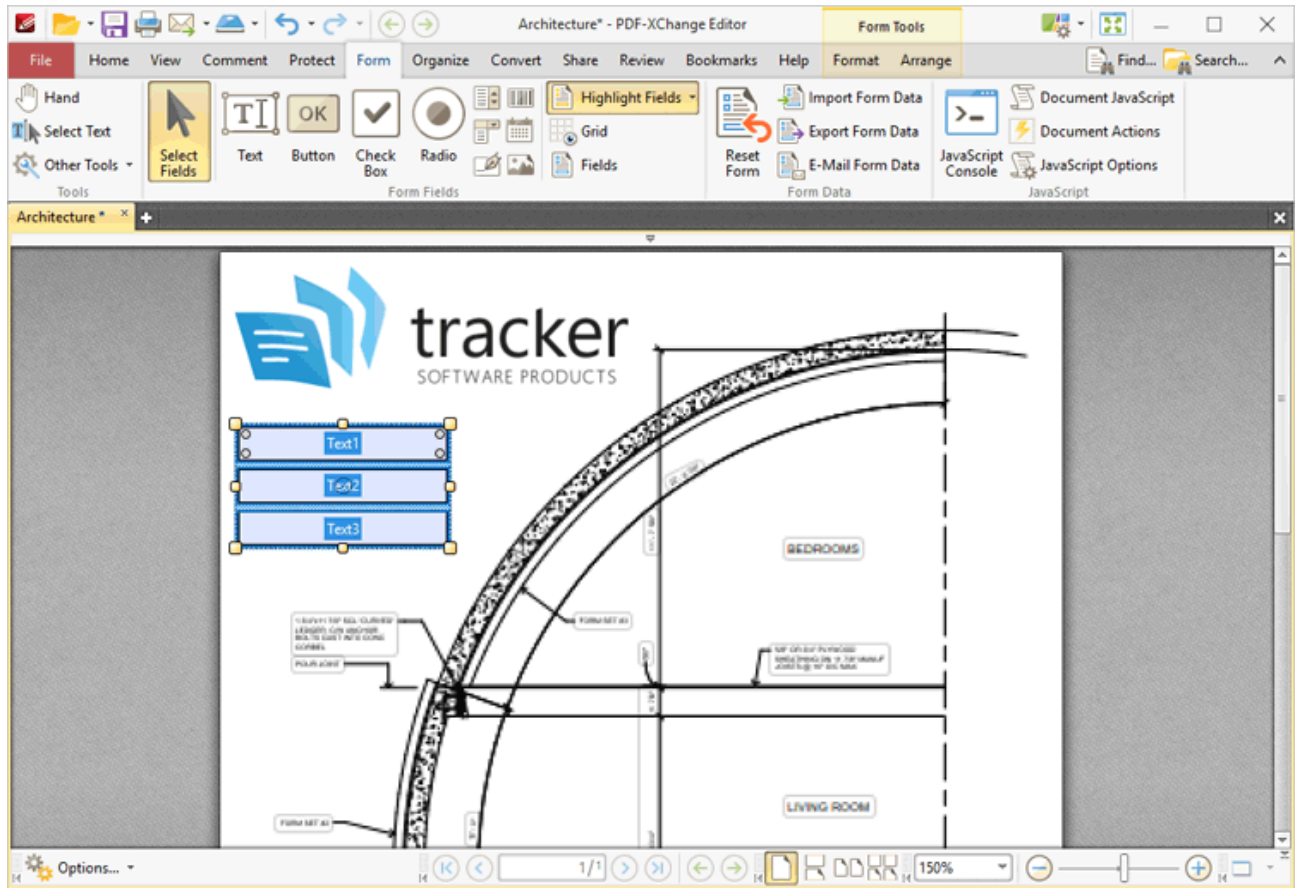 Architecture* - PDF-XChange Editor
Form Tools
File Home View Comment Protect Form Organize Convert Share Review Bookmarks Help Format Arrange Find... Search...
Hand
Select Text
Other Tools
Tools
Select Fields
Text
OK
Button
Check Box
Radio
Highlight Fields
Grid
Fields
Form Fields
Reset Form
Import Form Data
Export Form Data
E-Mail Form Data
Form Data
JavaScript Console
Document JavaScript
Document Actions
JavaScript Options
JavaScript
Architecture *
tracker
SOFTWARE PRODUCTS
Text1
Text2
Text3
BEDROOMS
POUR JOINT
LIVING ROOM
Options...
1/1
150%